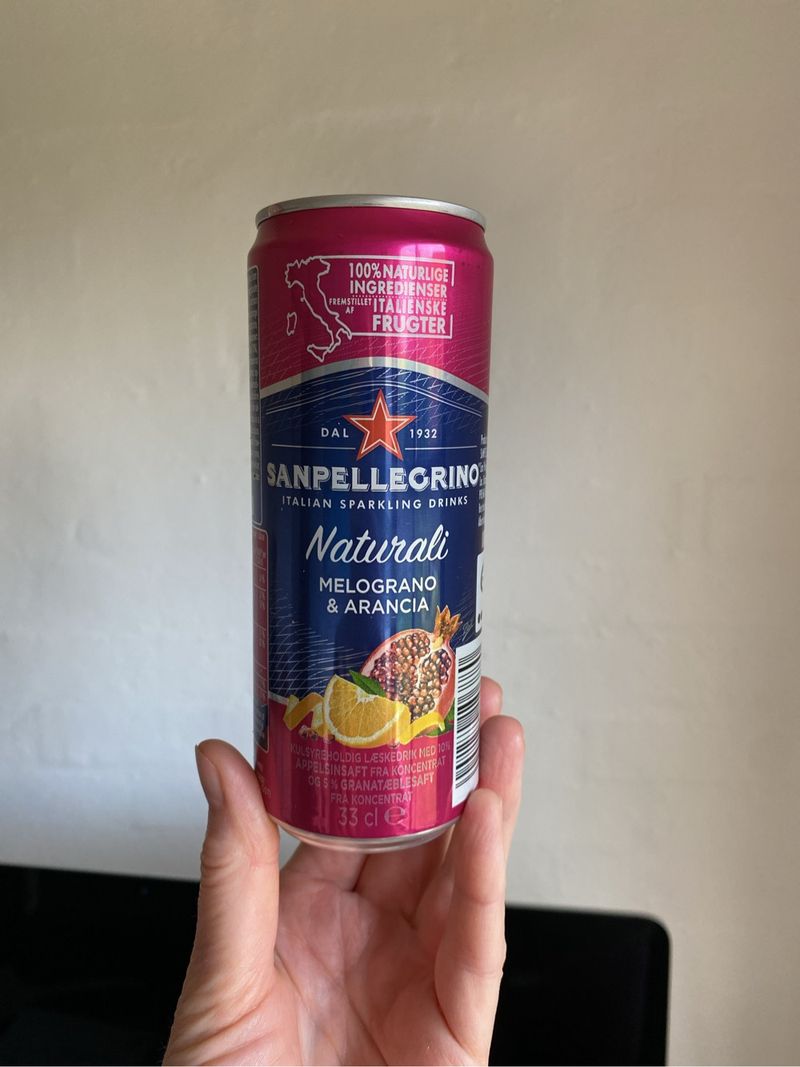 100% NATURLIGE
INGREDIENSER
FREMSTILLET AF
ITALIENSKE
FRUGTER
DAL 1932
SANPELLEGRINO
ITALIAN SPARKLING DRINKS
Naturali
MELOGRANO
& ARANCIA
KULSYREHOLDIG LÆSKEDRIK MED 10%
APPELSINSAFT FRA KONCENTRAT
OG 5 % GRANATÆBLESAFT
FRA KONCENTRAT
33 cl e